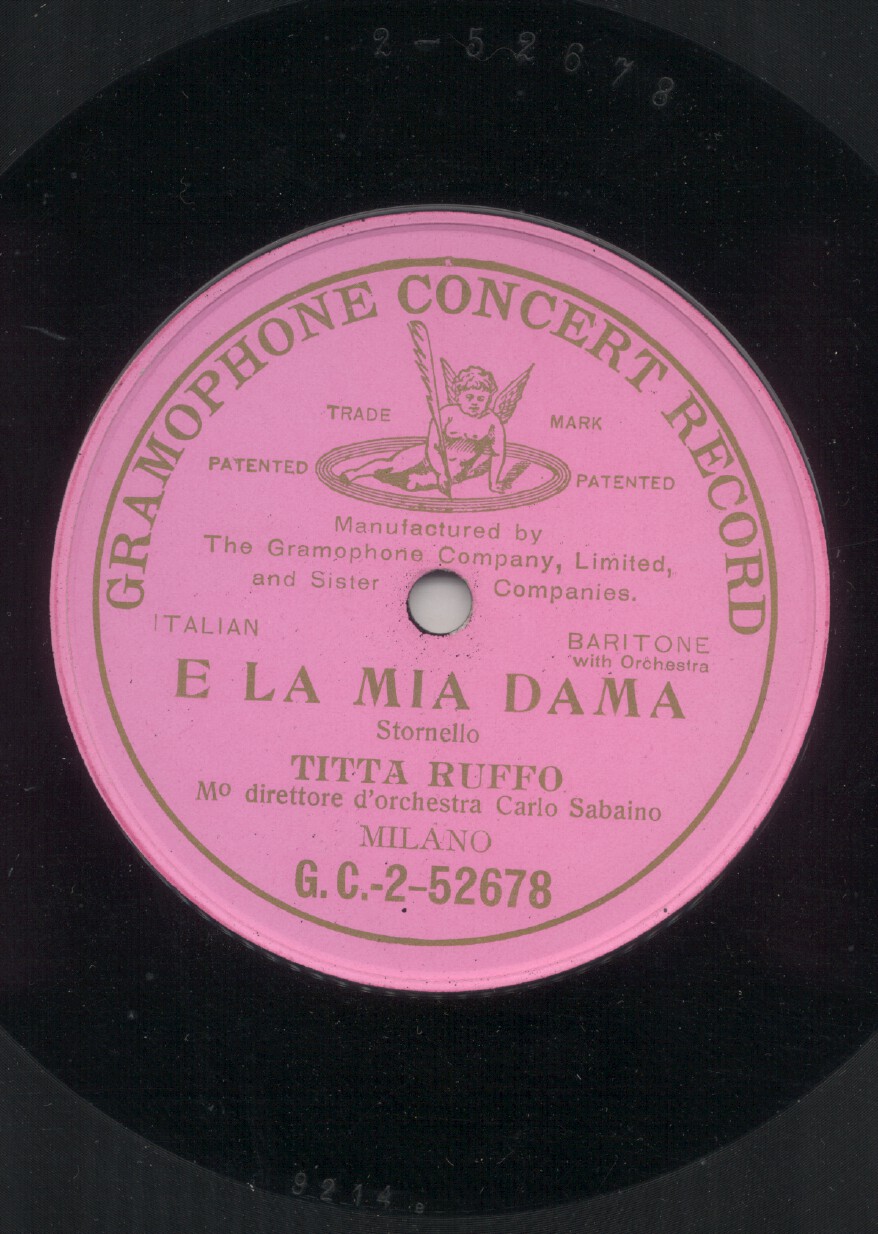 2-52678
GRAMOPHONE CONCERT RECORD
TRADE MARK
PATENTED PATENTED
Manufactured by
The Gramophone Company, Limited,
and Sister Companies.
ITALIAN
BARITONE
with Orchestra
E LA MIA DAMA
Stornello
TITTA RUFFO
Mº direttore d'orchestra Carlo Sabaino
MILANO
G. C.-2-52678
9214 e